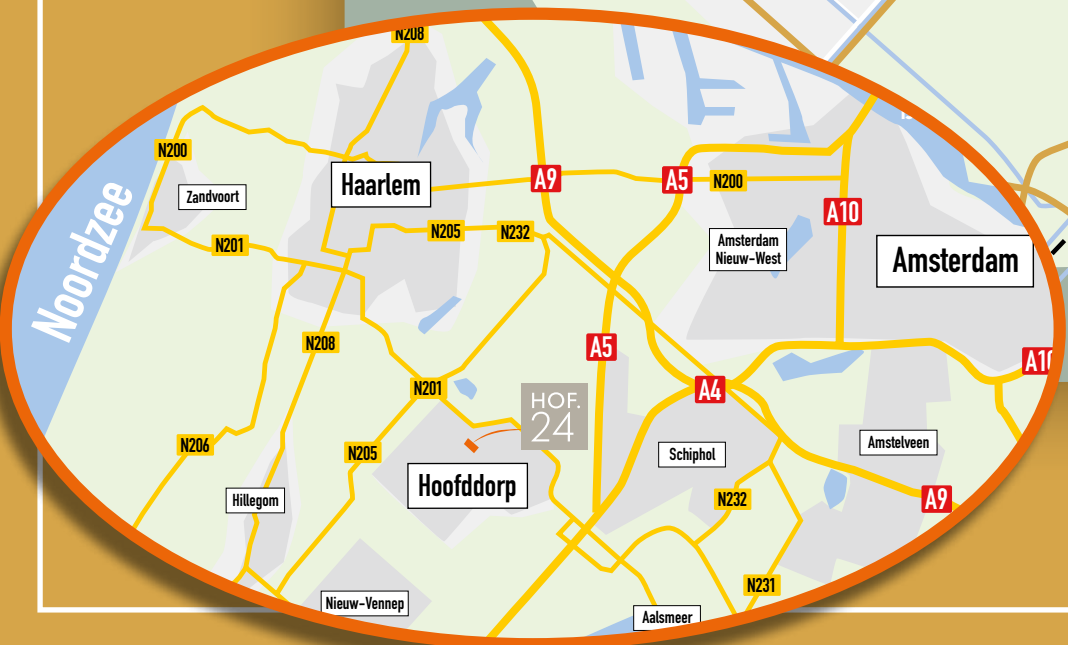 N208
N200
Zandvoort
Haarlem
A9
A5
N200
A10
Noordzee
N201
N205
N232
Amsterdam
Nieuw-West
Amsterdam
N208
A5
A10
N201
HOF.
24
A4
N206
N205
Schiphol
Amstelveen
Hoofddorp
Hillegom
N232
A9
N231
Nieuw-Vennep
Aalsmeer